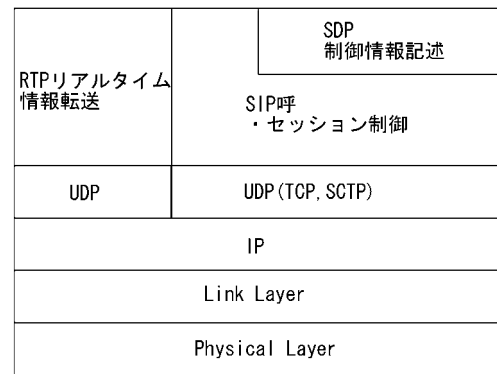 SDP
制御情報記述
RTPリアルタイム
情報転送
SIP呼
・セッション制御
UDP
UDP(TCP,SCTP)
IP
Link Layer
Physical Layer